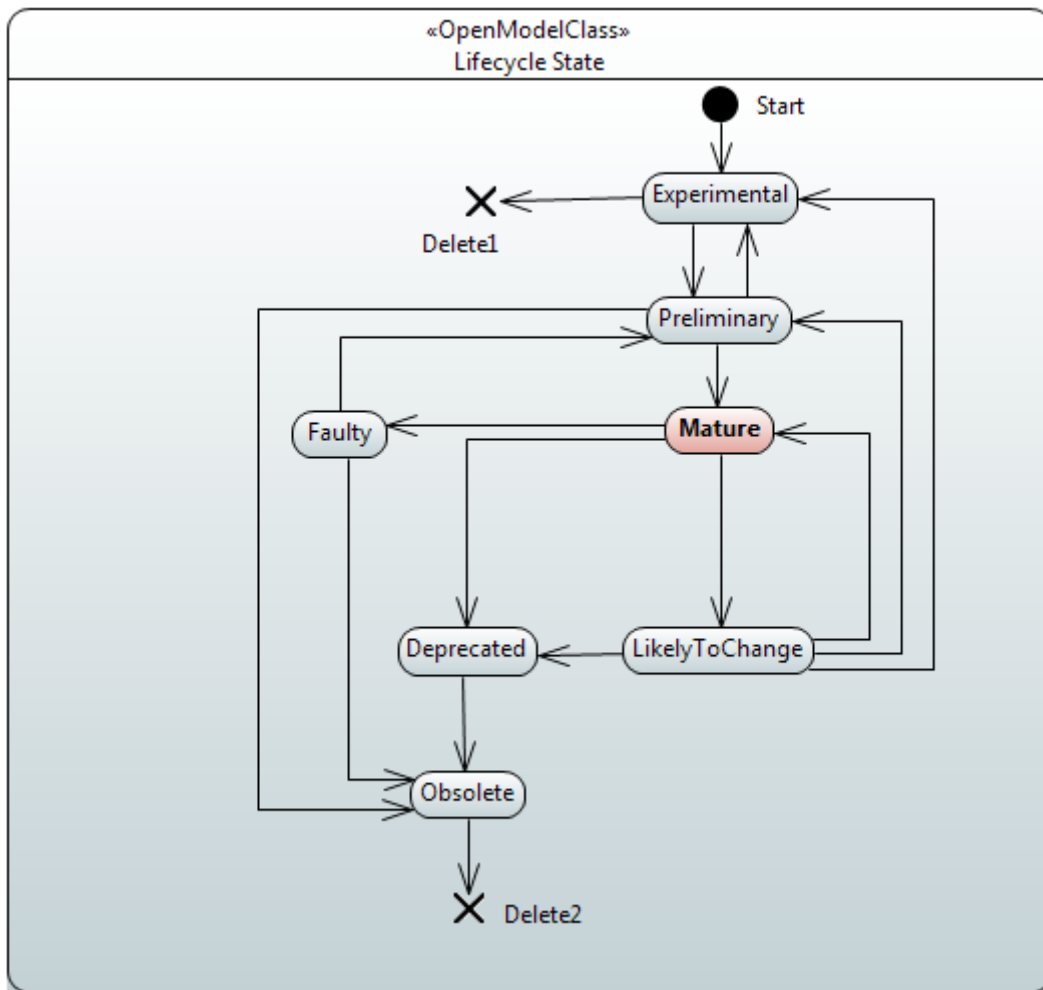 «OpenModelClass»
Lifecycle State
Start
Experimental
Delete1
Preliminary
Faulty
Mature
Deprecated
LikelyToChange
Obsolete
Delete2